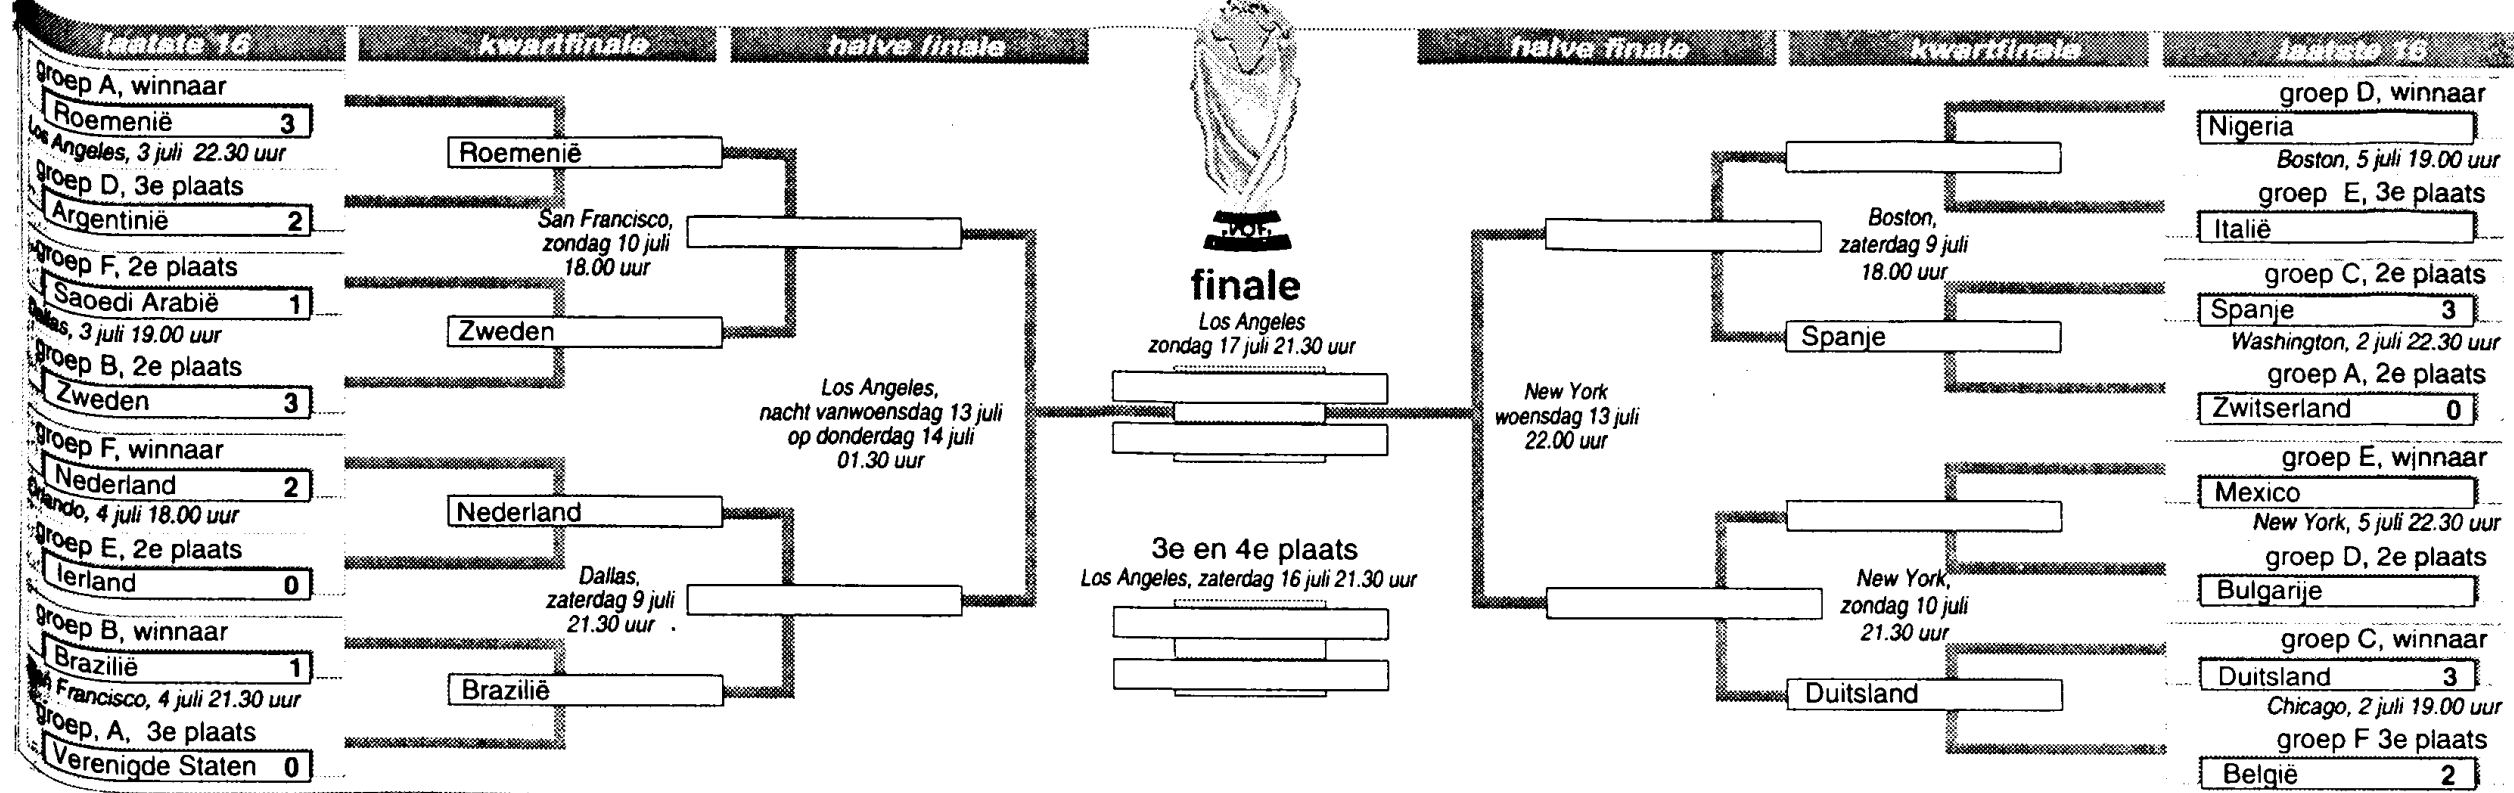 laatste 16
groep A, winnaar
Roemenië 3
Los Angeles, 3 juli 22.30 uur
groep D, 3e plaats
Argentinië 2
groep F, 2e plaats
Saoedi Arabië 1
Dallas, 3 juli 19.00 uur
groep B, 2e plaats
Zweden 3
groep F, winnaar
Nederland 2
Orlando, 4 juli 18.00 uur
groep E, 2e plaats
Ierland 0
groep B, winnaar
Brazilië 1
Francisco, 4 juli 21.30 uur
groep, A, 3e plaats
Verenigde Staten 0
kwartfinale
Roemenië
San Francisco,
zondag 10 juli
18.00 uur
Zweden
Nederland
Dallas,
zaterdag 9 juli
21.30 uur
Brazilië
halve finale
Los Angeles,
nacht vanwoensdag 13 juli
op donderdag 14 juli
01.30 uur
finale
Los Angeles
zondag 17 juli 21.30 uur
3e en 4e plaats
Los Angeles, zaterdag 16 juli 21.30 uur
halve finale
New York
woensdag 13 juli
22.00 uur
kwartfinale
Boston,
zaterdag 9 juli
18.00 uur
Spanje
New York,
zondag 10 juli
21.30 uur
Duitsland
laatste 16
groep D, winnaar
Nigeria
Boston, 5 juli 19.00 uur
groep E, 3e plaats
Italië
groep C, 2e plaats
Spanje 3
Washington, 2 juli 22.30 uur
groep A, 2e plaats
Zwitserland 0
groep E, winnaar
Mexico
New York, 5 juli 22.30 uur
groep D, 2e plaats
Bulgarije
groep C, winnaar
Duitsland 3
Chicago, 2 juli 19.00 uur
groep F 3e plaats
België 2